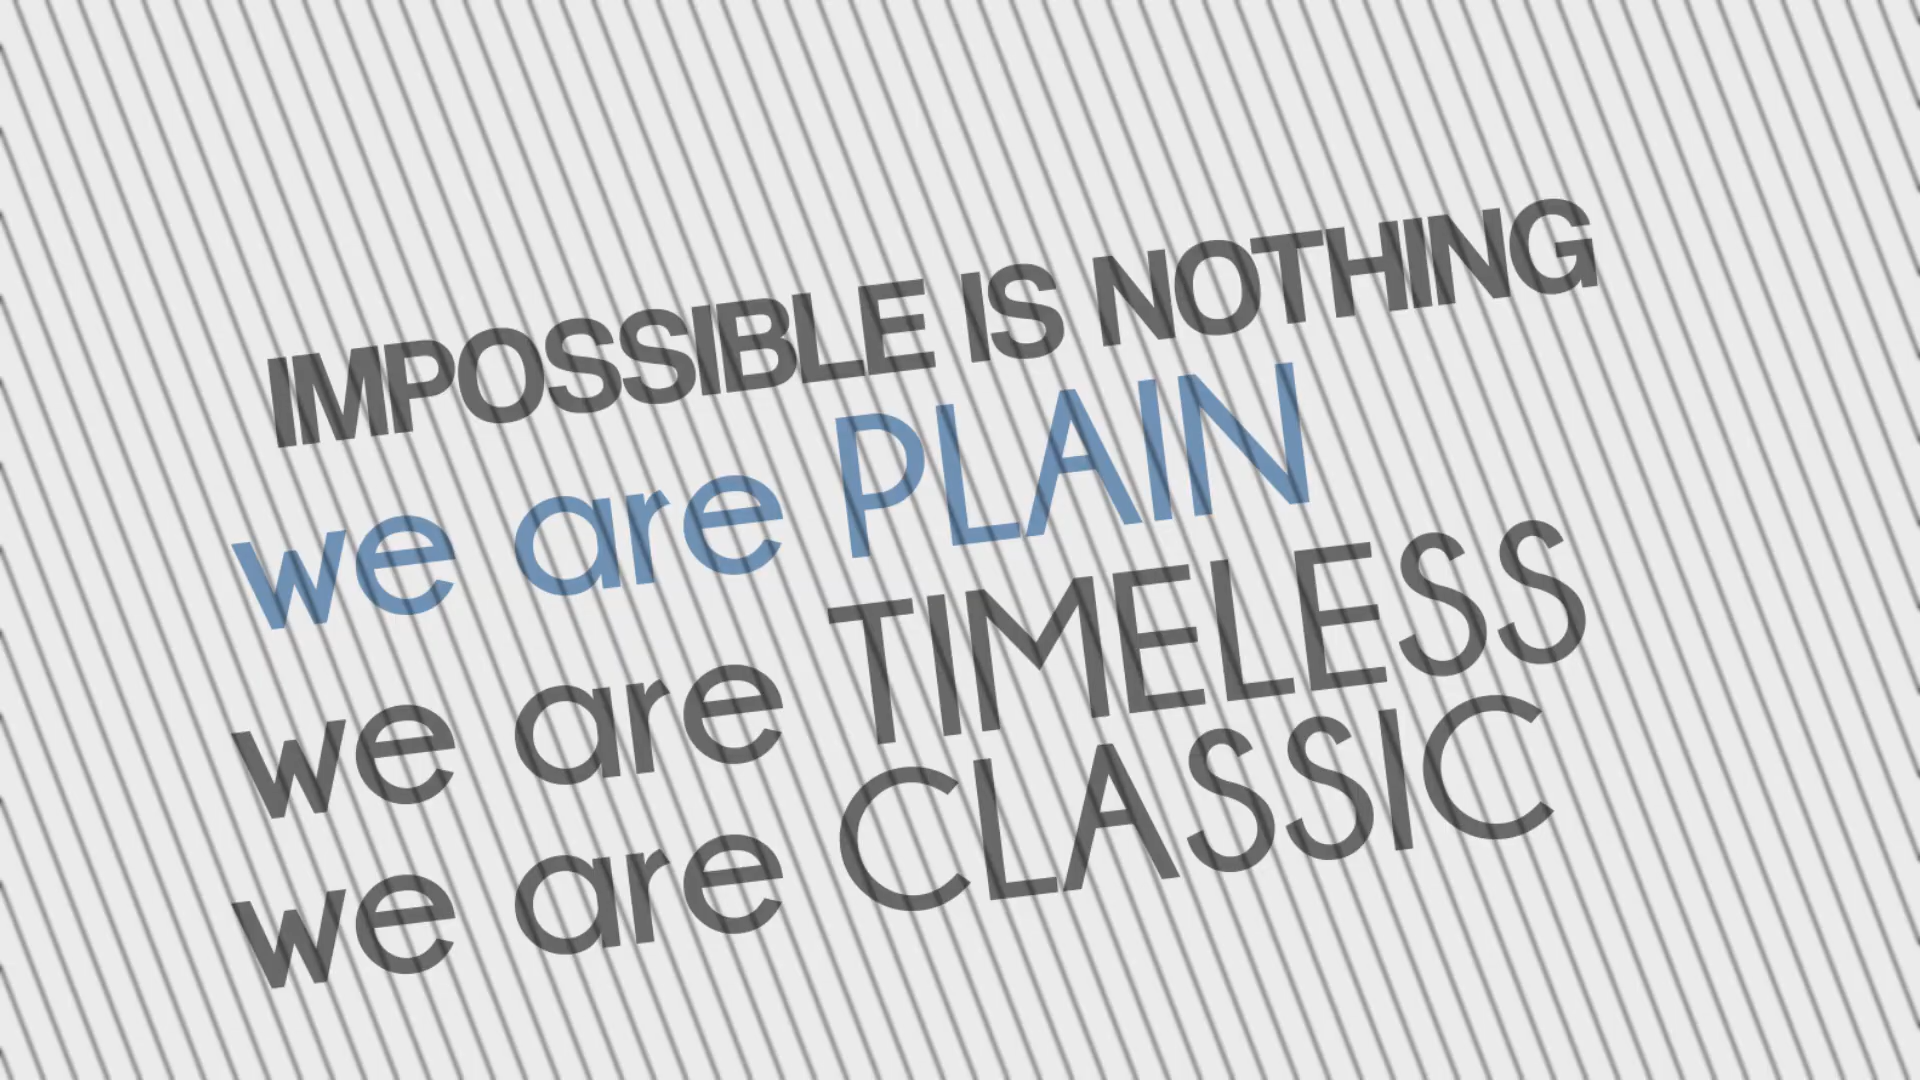 IMPOSSIBLE IS NOTHING
we are PLAIN
we are TIMELESS
we are CLASSIC